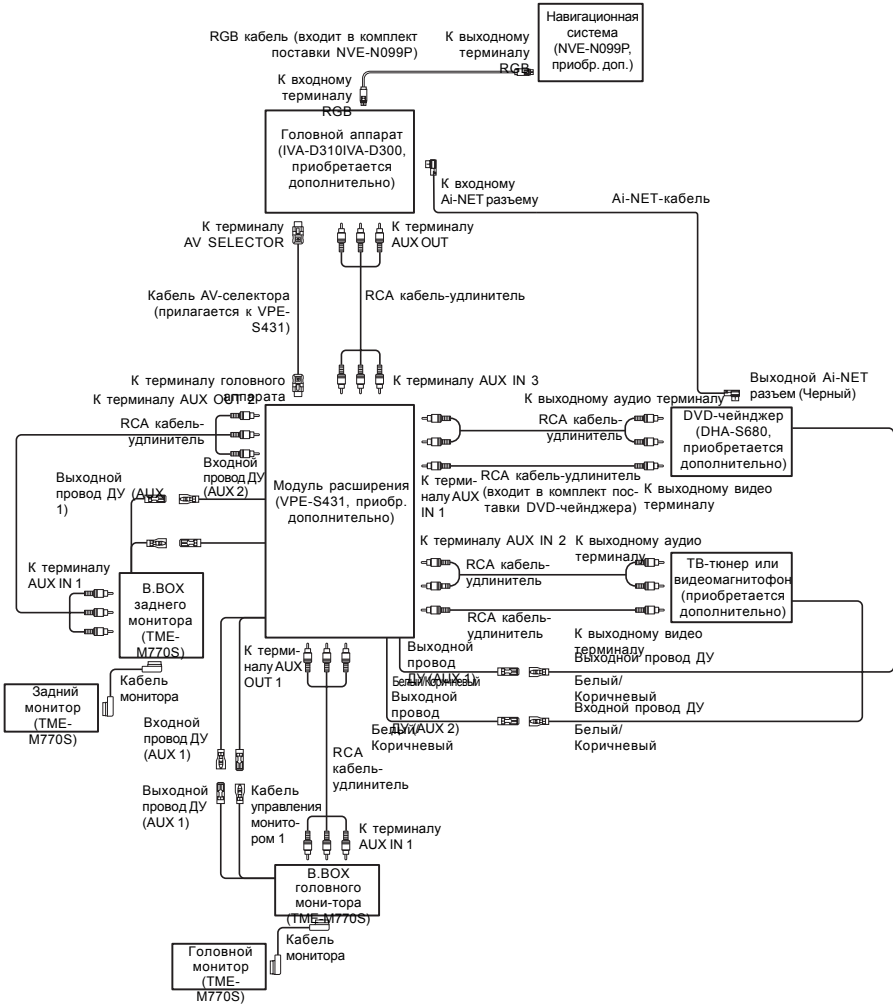 Навигационная
система
(NVE-N099P,
приобр. доп.)
RGB кабель (входит в комплект
поставки NVE-N099P)
К выходному
терминалу
RGB
К входному
терминалу
RGB
Головной аппарат
(IVA-D310IVA-D300,
приобретается
дополнительно)
К входному
Ai-NET разъему
Ai-NET-кабель
К терминалу
AV SELECTOR
К терминалу
AUX OUT
Кабель AV-селектора
(прилагается к VPE-
S431)
RCA кабель-удлинитель
К терминалу головного
аппарата
К терминалу AUX IN 3
Выходной Ai-NET
разъем (Черный)
К терминалу AUX OUT 2
RCA кабель-
удлинитель
К выходному аудио терминалу
RCA кабель-
удлинитель
DVD-чейнджер
(DHA-S680,
приобретается
дополнительно)
Выходной
провод ДУ (AUX
1)
Входной
провод ДУ
(AUX 2)
Модуль расширения
(VPE-S431, приобр.
дополнительно)
К терми-
налу AUX
IN 1
RCA кабель-удлинитель
(входит в комплект пос-
тавки DVD-чейнджера)
К выходному видео
терминалу
К терминалу AUX IN 2
К выходному аудио
терминалу
RCA кабель-
удлинитель
ТВ-тюнер или
видеомагнитофон
(приобретается
дополнительно)
К терминалу
AUX IN 1
B.BOX
заднего
монитора
(TME-
M770S)
RCA кабель-
удлинитель
К выходному видео
терминалу
К терми-
налу AUX
OUT 1
Выходной
провод
ДУ (AUX 1)
Белый/Коричневый
Выходной провод ДУ
Белый/
Коричневый
Кабель
монитора
Задний
монитор
(TME-
M770S)
Выходной
провод
ДУ (AUX 2)
Белый/
Коричневый
Входной провод ДУ
Белый/
Коричневый
Входной
провод ДУ
(AUX 1)
RCA
кабель-
удлинитель
Выходной
провод ДУ
(AUX 1)
Кабель
управления
монито-
ром 1
К терминалу
AUX IN 1
B.BOX
головного
мони-тора
(TME-M770S)
Кабель
монитора
Головной
монитор
(TME-
M770S)